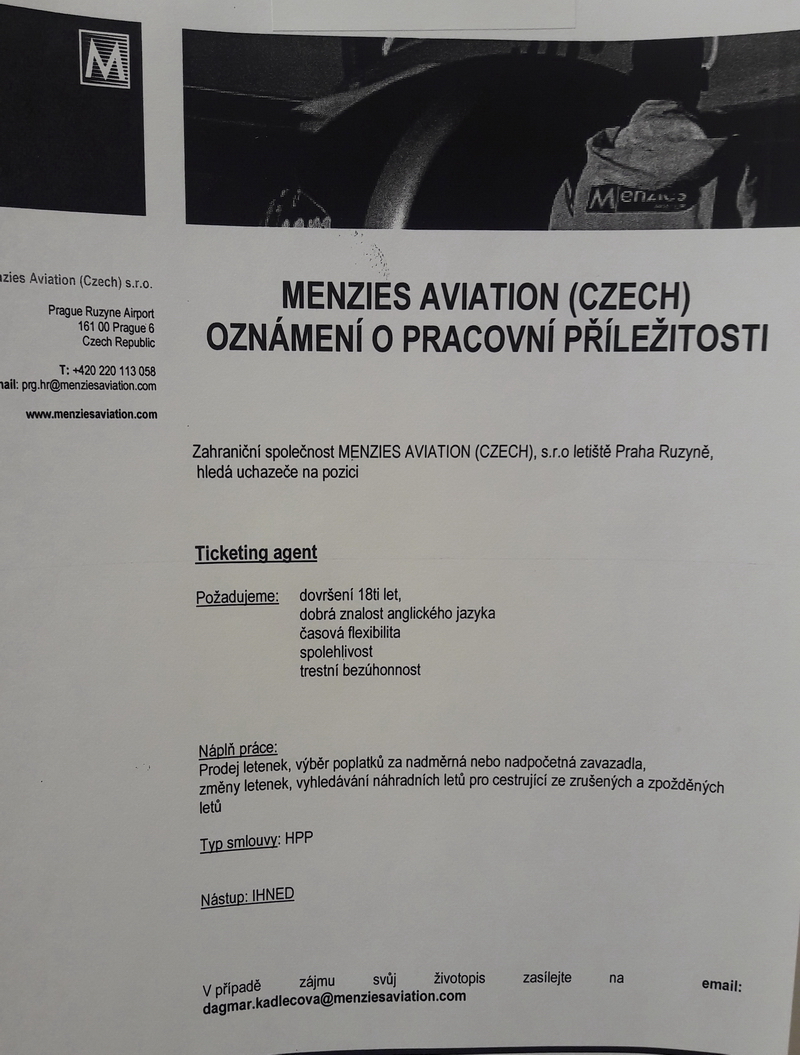 M
Menzies
zies Aviation (Czech) s.r.o.
Prague Ruzyne Airport
161 00 Prague 6
Czech Republic
T: +420 220 113 058
ail: prg.hr@menziesaviation.com
www.menziesaviation.com
MENZIES AVIATION (CZECH)
OZNÁMENÍ O PRACOVNÍ PŘÍLEŽITOSTI
Zahraniční společnost MENZIES AVIATION (CZECH), s.r.o letiště Praha Ruzyně,
hledá uchazeče na pozici
Ticketing agent
Požadujeme: dovršení 18ti let,
dobrá znalost anglického jazyka
časová flexibilita
spolehlivost
trestní bezúhonnost
Náplň práce:
Prodej letenek, výběr poplatků za nadměrná nebo nadpočetná zavazadla,
změny letenek, vyhledávání náhradních letů pro cestrující ze zrušených a zpožděných
letů
Typ smlouvy: HPP
Nástup: IHNED
V případě zájmu svůj životopis zasílejte na email:
dagmar.kadlecova@menziesaviation.com